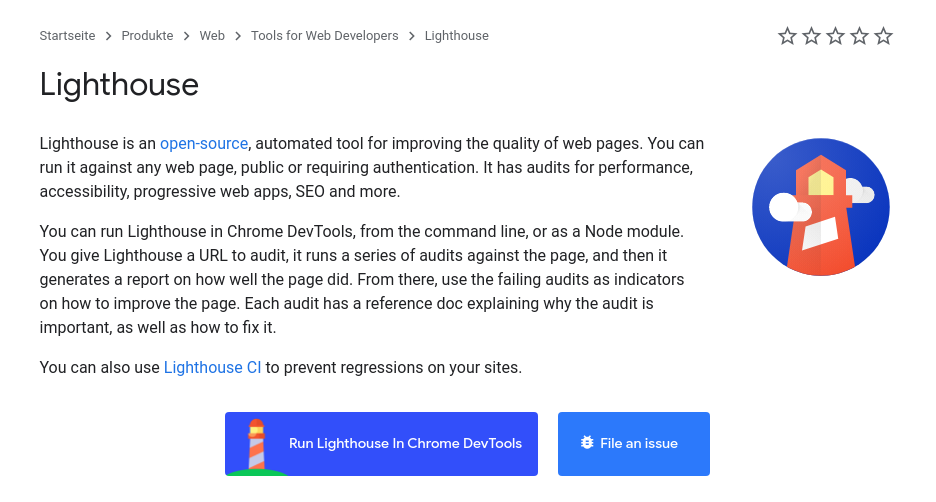 Startseite > Produkte > Web > Tools for Web Developers > Lighthouse
Lighthouse
Lighthouse is an open-source, automated tool for improving the quality of web pages. You can
run it against any web page, public or requiring authentication. It has audits for performance,
accessibility, progressive web apps, SEO and more.
You can run Lighthouse in Chrome DevTools, from the command line, or as a Node module.
You give Lighthouse a URL to audit, it runs a series of audits against the page, and then it
generates a report on how well the page did. From there, use the failing audits as indicators
on how to improve the page. Each audit has a reference doc explaining why the audit is
important, as well as how to fix it.
You can also use Lighthouse CI to prevent regressions on your sites.
Run Lighthouse In Chrome DevTools
File an issue